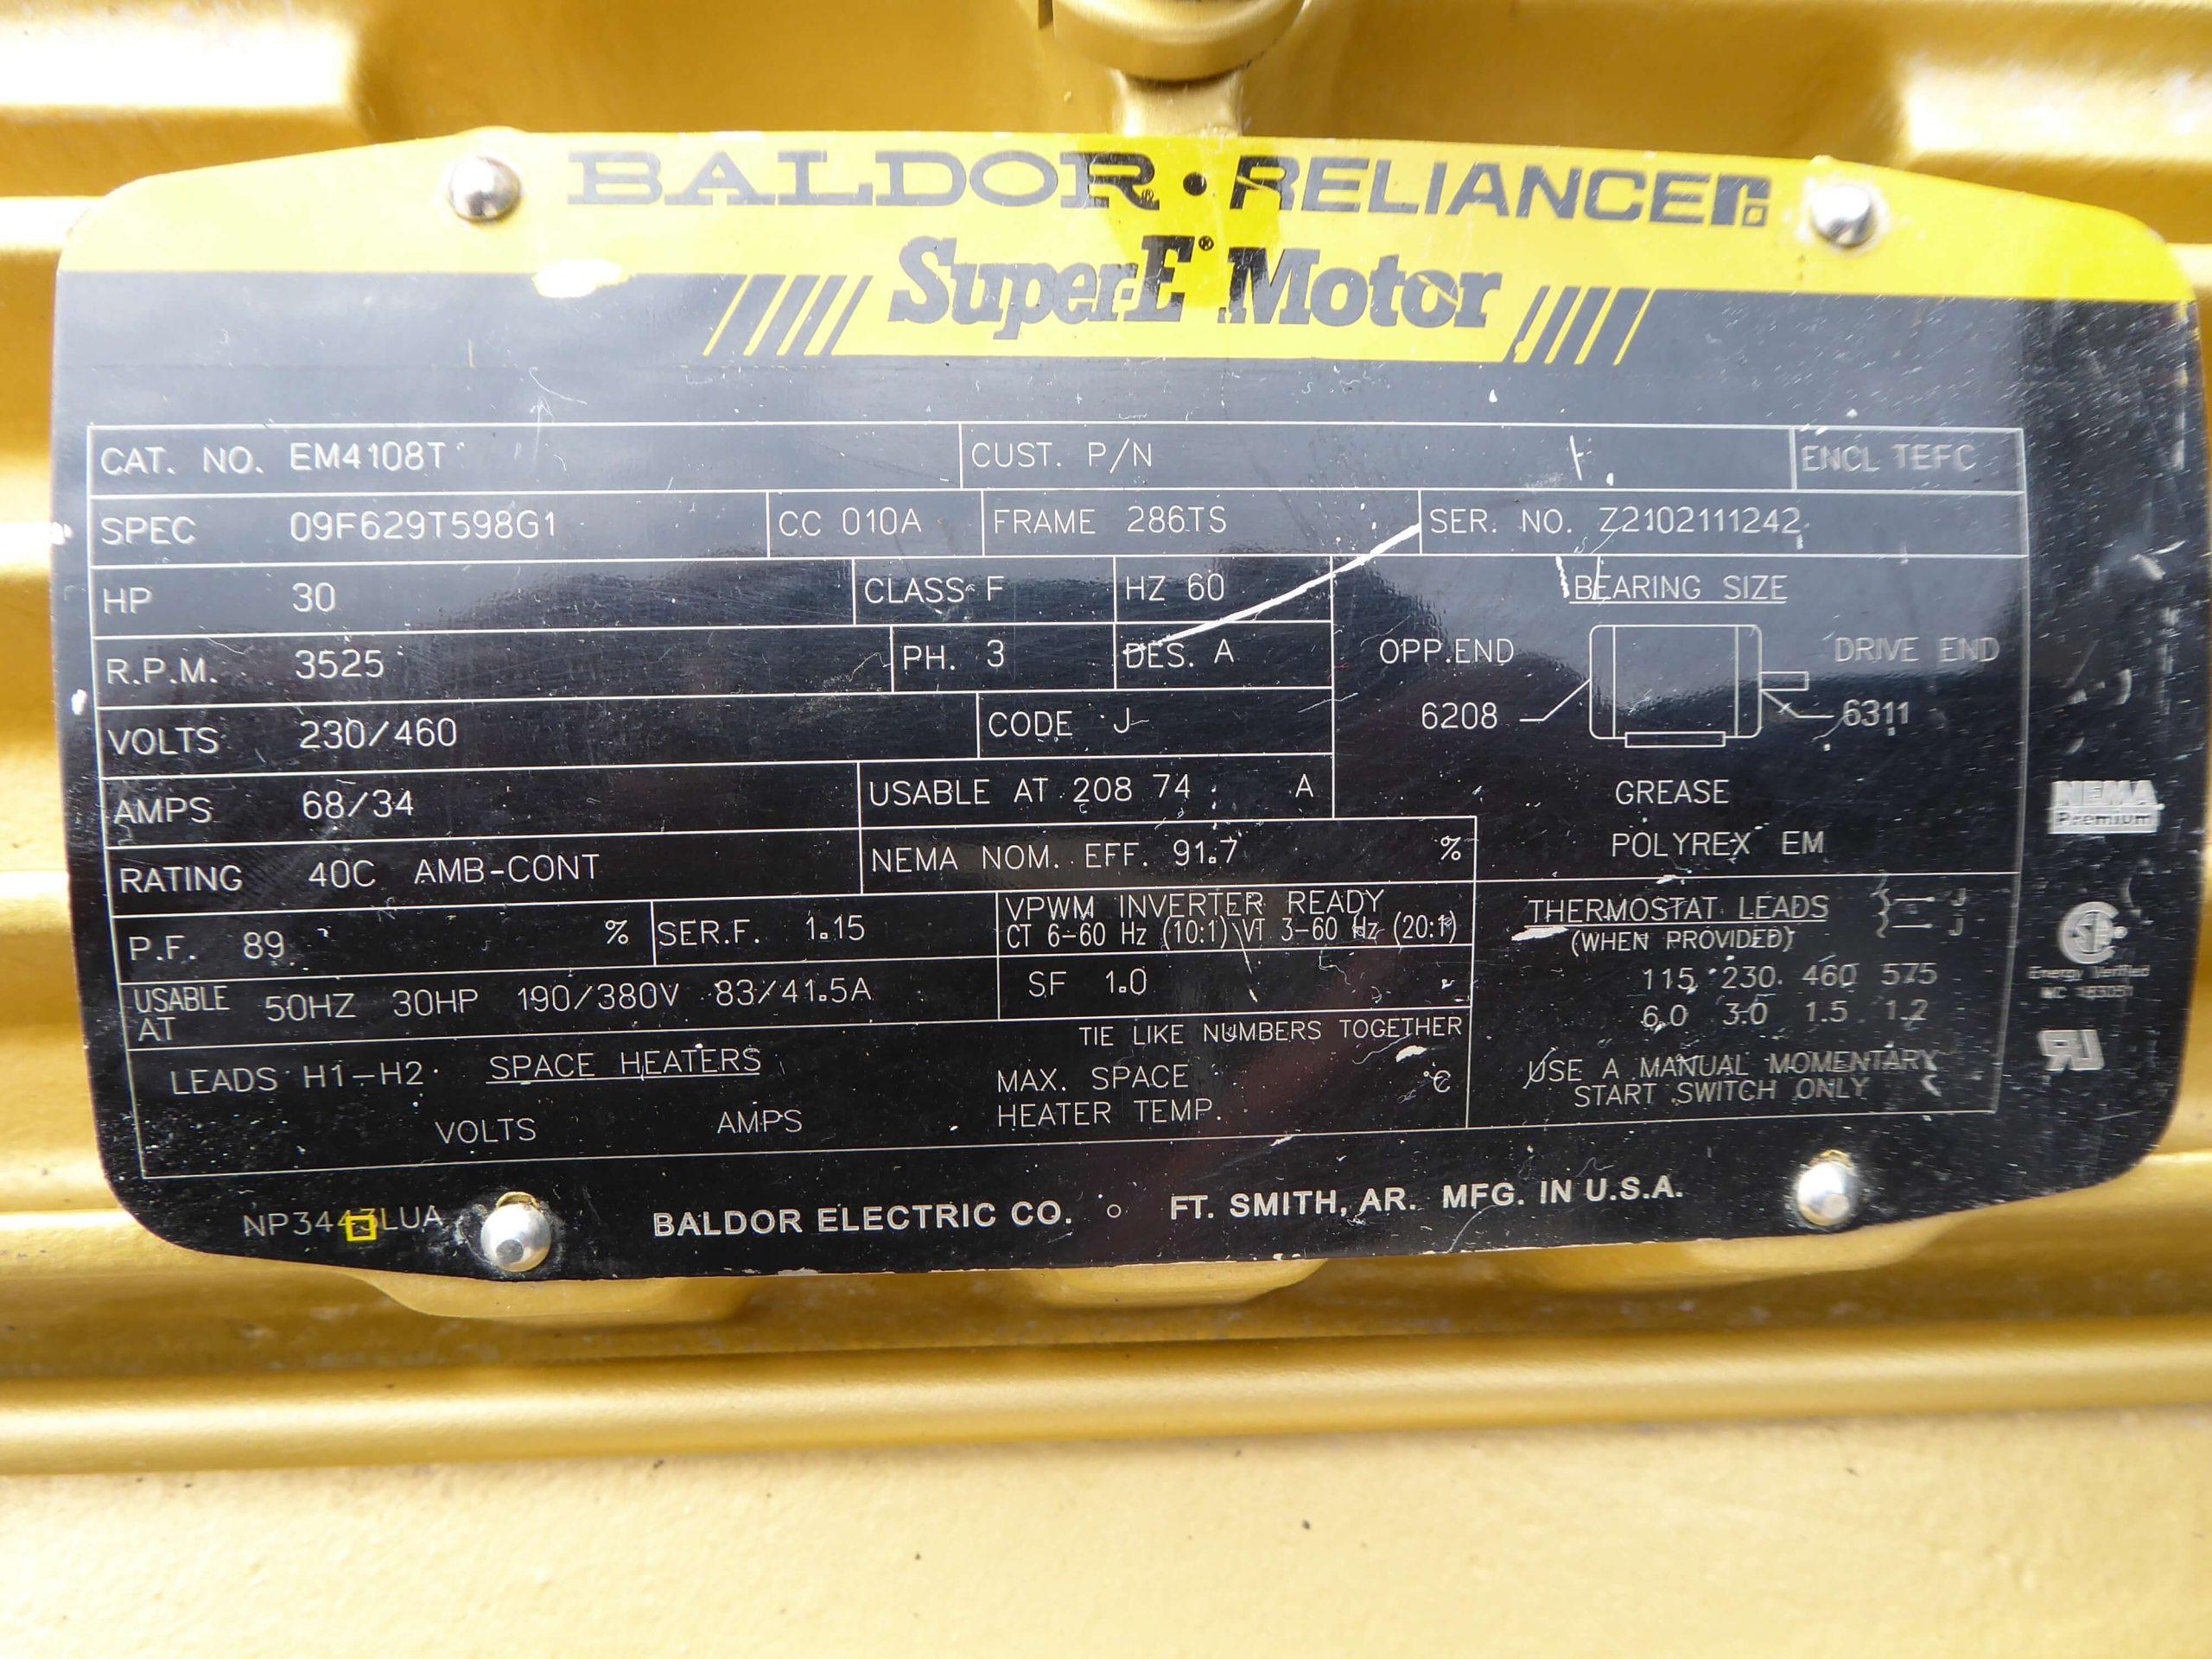 BALDOR® • RELIANCE
Super-E® Motor
CAT. NO. EM4108T CUST. P/N ENCL TEFC
SPEC 09F629T598G1 CC 010A FRAME 286TS SER. NO. Z2102111242
HP 30 CLASS F HZ 60 BEARING SIZE
R.P.M. 3525 PH. 3 DES. A OPP.END DRIVE END
VOLTS 230/460 CODE J 6208 6311
AMPS 68/34 USABLE AT 208 74 A GREASE
RATING 40C AMB-CONT NEMA NOM. EFF. 91.7 % POLYREX EM
NEMA
Premium
P.F. 89 % SER.F. 1.15 VPWM INVERTER READY
CT 6-60 Hz (10:1) VT 3-60 Hz (20:1)
THERMOSTAT LEADS J
(WHEN PROVIDED) J
USABLE AT 50HZ 30HP 190/380V 83/41.5A SF 1.0
115 230 460 575
6.0 3.0 1.5 1.2
Energy Verified
TIE LIKE NUMBERS TOGETHER
LEADS H1-H2 SPACE HEATERS MAX. SPACE
HEATER TEMP. °C
VOLTS AMPS
USE A MANUAL MOMENTARY
START SWITCH ONLY
NP3443LUA BALDOR ELECTRIC CO. FT. SMITH, AR. MFG. IN U.S.A.